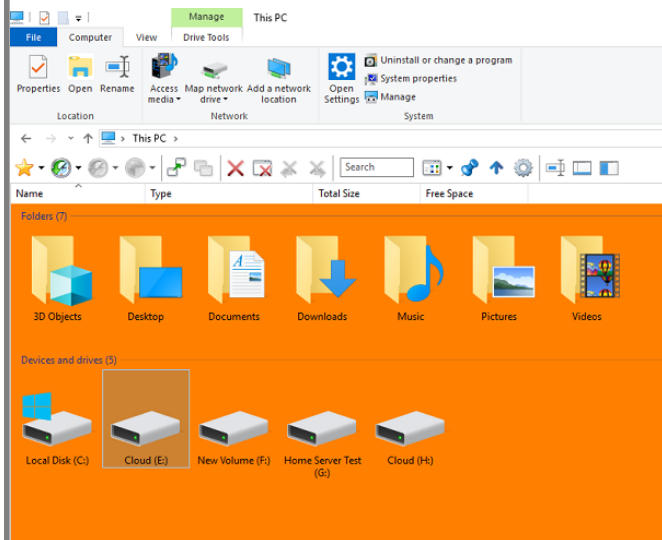 Manage
This PC
File
Computer
View
Drive Tools
Properties
Open
Rename
Access media
Map network drive
Add a network location
Open Settings
Uninstall or change a program
System properties
Manage
Location
Network
System
This PC
Search
Name
Type
Total Size
Free Space
Folders (7)
3D Objects
Desktop
Documents
Downloads
Music
Pictures
Videos
Devices and drives (5)
Local Disk (C:)
Cloud (E:)
New Volume (F:)
Home Server Test
(G:)
Cloud (H:)